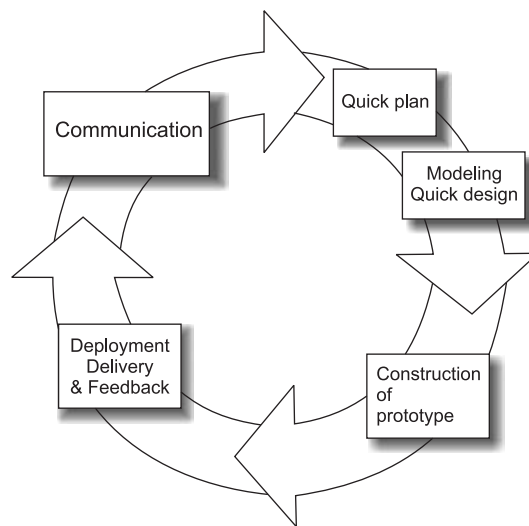 Communication
Quick plan
Modeling
Quick design
Construction
of
prototype
Deployment
Delivery
& Feedback